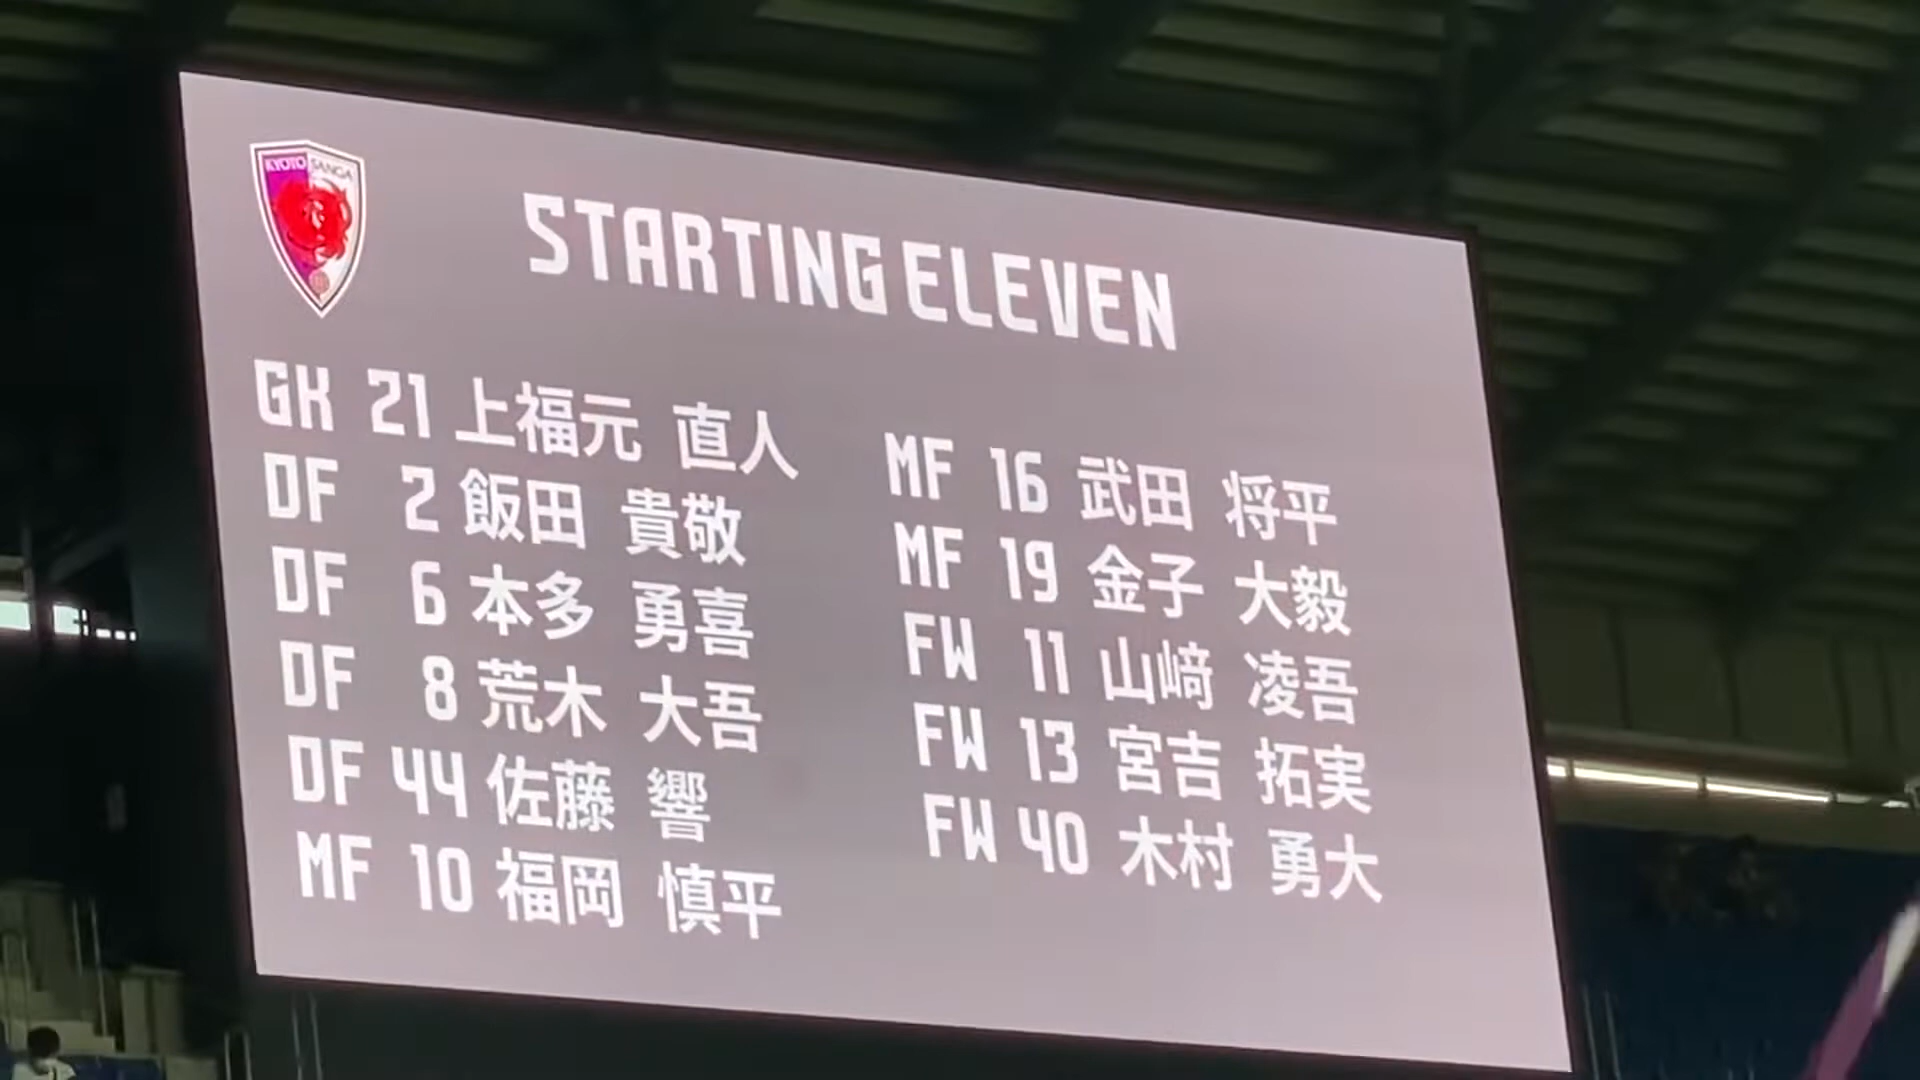 KYOTO SANGA
STARTING ELEVEN
GK 21 上福元 直人
DF 2 飯田 貴敬
DF 6 本多 勇喜
DF 8 荒木 大吾
DF 44 佐藤 響
MF 10 福岡 慎平
MF 16 武田 将平
MF 19 金子 大毅
FW 11 山﨑 凌吾
FW 13 宮吉 拓実
FW 40 木村 勇大